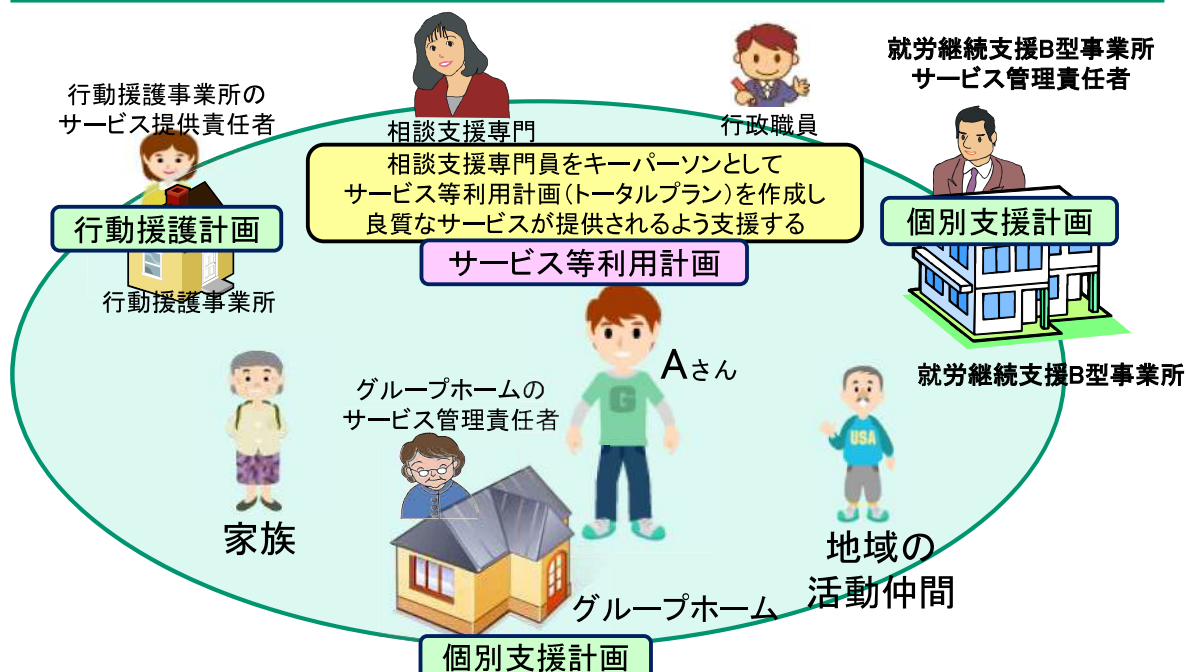 就労継続支援B型事業所
サービス管理責任者
行動援護事業所の
サービス提供責任者
相談支援専門
行政職員
相談支援専門員をキーパーソンとして
サービス等利用計画(トータルプラン)を作成し
良質なサービスが提供されるよう支援する
行動援護計画
個別支援計画
サービス等利用計画
行動援護事業所
Aさん
就労継続支援B型事業所
グループホームの
サービス管理責任者
G
USA
家族
地域の
活動仲間
グループホーム
個別支援計画